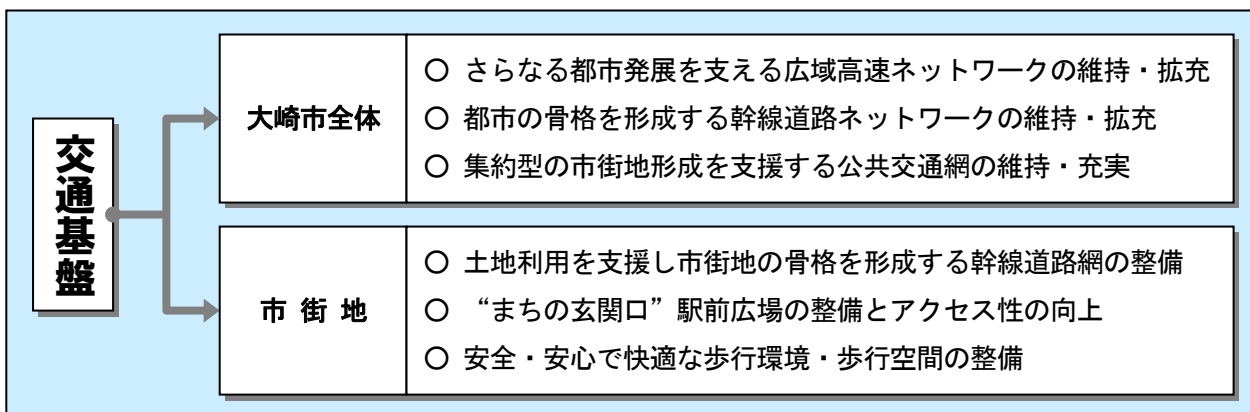 交通基盤
大崎市全体
○ さらなる都市発展を支える広域高速ネットワークの維持・拡充
○ 都市の骨格を形成する幹線道路ネットワークの維持・拡充
○ 集約型の市街地形成を支援する公共交通網の維持・充実
市 街 地
○ 土地利用を支援し市街地の骨格を形成する幹線道路網の整備
○ “まちの玄関口”駅前広場の整備とアクセス性の向上
○ 安全・安心で快適な歩行環境・歩行空間の整備